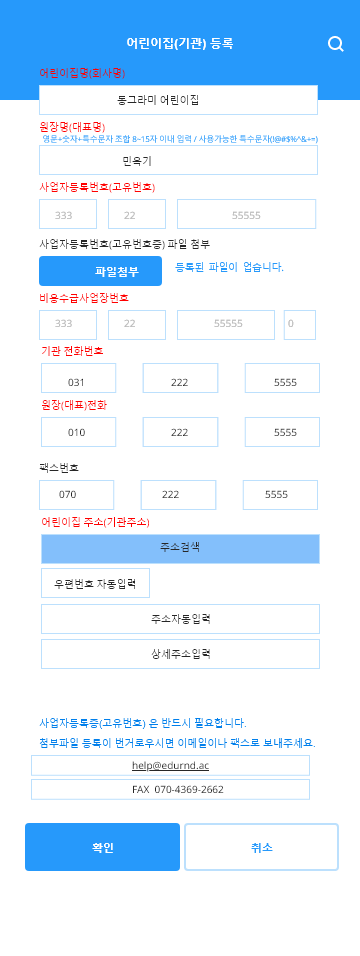 어린이집(기관) 등록
어린이집명(회사명)
동그라미 어린이집
원장명(대표명)
영문+숫자+특수문자 조합 8~15자 이내 입력 / 사용가능한 특수문자(!@#$%^&+=)
민욱기
사업자등록번호(고유번호)
333 22 55555
사업자등록번호(고유번호증) 파일 첨부
파일첨부 등록된 파일이 없습니다.
비용수급사업장번호
333 22 55555 0
기관 전화번호
031 222 5555
원장(대표)전화
010 222 5555
팩스번호
070 222 5555
어린이집 주소(기관주소)
주소검색
우편번호 자동입력
주소자동입력
상세주소입력
사업자등록증(고유번호) 은 반드시 필요합니다.
첨부파일 등록이 번거로우시면 이메일이나 팩스로 보내주세요.
help@edurnd.ac
FAX 070-4369-2662
확인 취소